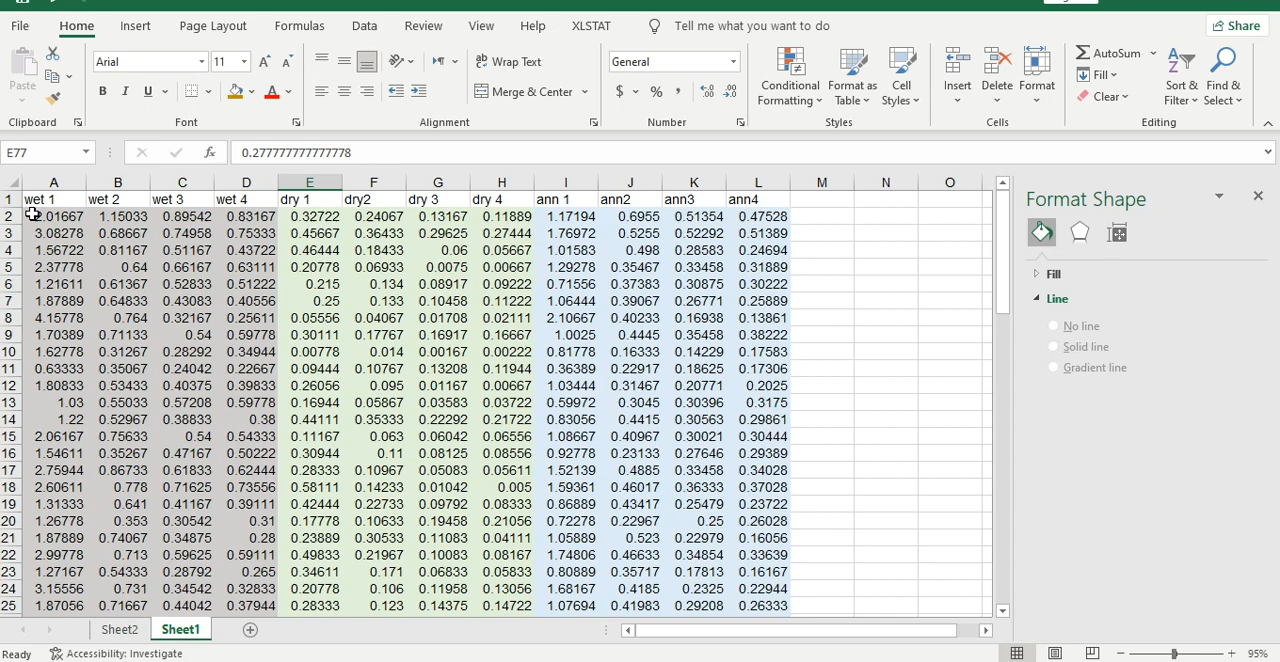 File Home Insert Page Layout Formulas Data Review View Help XLSTAT Tell me what you want to do Share
Paste Arial 11 Wrap Text General Conditional Formatting Format as Table Cell Styles Insert Delete Format AutoSum Sort & Filter Find & Select
B I U Merge & Center $ % , Fill
Clear
Clipboard Font Alignment Number Styles Cells Editing
E77 fx 0.277777777777778
A B C D E F G H I J K L M N O
1 wet 1 wet 2 wet 3 wet 4 dry 1 dry2 dry 3 dry 4 ann 1 ann2 ann3 ann4
2 2.01667 1.15033 0.89542 0.83167 0.32722 0.24067 0.13167 0.11889 1.17194 0.6955 0.51354 0.47528
3 3.08278 0.68667 0.74958 0.75333 0.45667 0.36433 0.29625 0.27444 1.76972 0.5255 0.52292 0.51389
4 1.56722 0.81167 0.51167 0.43722 0.46444 0.18433 0.06 0.05667 1.01583 0.498 0.28583 0.24694
5 2.37778 0.64 0.66167 0.63111 0.20778 0.06933 0.0075 0.00667 1.29278 0.35467 0.33458 0.31889
6 1.21611 0.61367 0.52833 0.51222 0.215 0.134 0.08917 0.09222 0.71556 0.37383 0.30875 0.30222
7 1.87889 0.64833 0.43083 0.40556 0.25 0.133 0.10458 0.11222 1.06444 0.39067 0.26771 0.25889
8 4.15778 0.764 0.32167 0.25611 0.05556 0.04067 0.01708 0.02111 2.10667 0.40233 0.16938 0.13861
9 1.70389 0.71133 0.54 0.59778 0.30111 0.17767 0.16917 0.16667 1.0025 0.4445 0.35458 0.38222
10 1.62778 0.31267 0.28292 0.34944 0.00778 0.014 0.00167 0.00222 0.81778 0.16333 0.14229 0.17583
11 0.63333 0.35067 0.24042 0.22667 0.09444 0.10767 0.13208 0.11944 0.36389 0.22917 0.18625 0.17306
12 1.80833 0.53433 0.40375 0.39833 0.26056 0.095 0.01167 0.00667 1.03444 0.31467 0.20771 0.2025
13 1.03 0.55033 0.57208 0.59778 0.16944 0.05867 0.03583 0.03722 0.59972 0.3045 0.30396 0.3175
14 1.22 0.52967 0.38833 0.38 0.44111 0.35333 0.22292 0.21722 0.83056 0.4415 0.30563 0.29861
15 2.06167 0.75633 0.54 0.54333 0.11167 0.063 0.06042 0.06556 1.08667 0.40967 0.30021 0.30444
16 1.54611 0.35267 0.47167 0.50222 0.30944 0.11 0.08125 0.08556 0.92778 0.23133 0.27646 0.29389
17 2.75944 0.86733 0.61833 0.62444 0.28333 0.10967 0.05083 0.05611 1.52139 0.4885 0.33458 0.34028
18 2.60611 0.778 0.71625 0.73556 0.58111 0.14233 0.01042 0.005 1.59361 0.46017 0.36333 0.37028
19 1.31333 0.641 0.41167 0.39111 0.42444 0.22733 0.09792 0.08333 0.86889 0.43417 0.25479 0.23722
20 1.26778 0.353 0.30542 0.31 0.17778 0.10633 0.19458 0.21056 0.72278 0.22967 0.25 0.26028
21 1.87889 0.74067 0.34875 0.28 0.23889 0.30533 0.11083 0.04111 1.05889 0.523 0.22979 0.16056
22 2.99778 0.713 0.59625 0.59111 0.49833 0.21967 0.10083 0.08167 1.74806 0.46633 0.34854 0.33639
23 1.27167 0.54333 0.28792 0.265 0.34611 0.171 0.06833 0.05833 0.80889 0.35717 0.17813 0.16167
24 3.15556 0.731 0.34542 0.32833 0.20778 0.106 0.11958 0.13056 1.68167 0.4185 0.2325 0.22944
25 1.87056 0.71667 0.44042 0.37944 0.28333 0.123 0.14375 0.14722 1.07694 0.41983 0.29208 0.26333
Format Shape
Fill
Line
No line
Solid line
Gradient line
Sheet2 Sheet1
Ready Accessibility: Investigate 95%